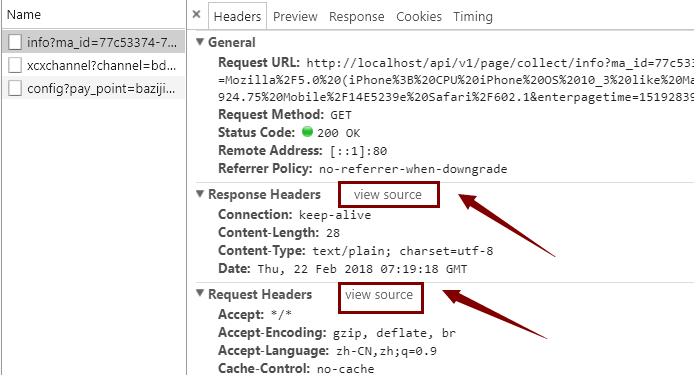 Name
info?ma_id=77c53374-7...
xcxchannel?channel=bd...
config?pay_point=baziji...
Headers Preview Response Cookies Timing
General
Request URL: http://localhost/api/v1/page/collect/info?ma_id=77c53
=Mozilla%2F5.0%20(iPhone%3B%20CPU%20iPhone%20OS%2010_3%20like%20Ma
924.75%20Mobile%2F14E5239e%20Safari%2F602.1&enterpagetime=15192839
Request Method: GET
Status Code: 200 OK
Remote Address: [::1]:80
Referrer Policy: no-referrer-when-downgrade
Response Headers view source
Connection: keep-alive
Content-Length: 28
Content-Type: text/plain; charset=utf-8
Date: Thu, 22 Feb 2018 07:19:18 GMT
Request Headers view source
Accept: */*
Accept-Encoding: gzip, deflate, br
Accept-Language: zh-CN,zh;q=0.9
Cache-Control: no-cache